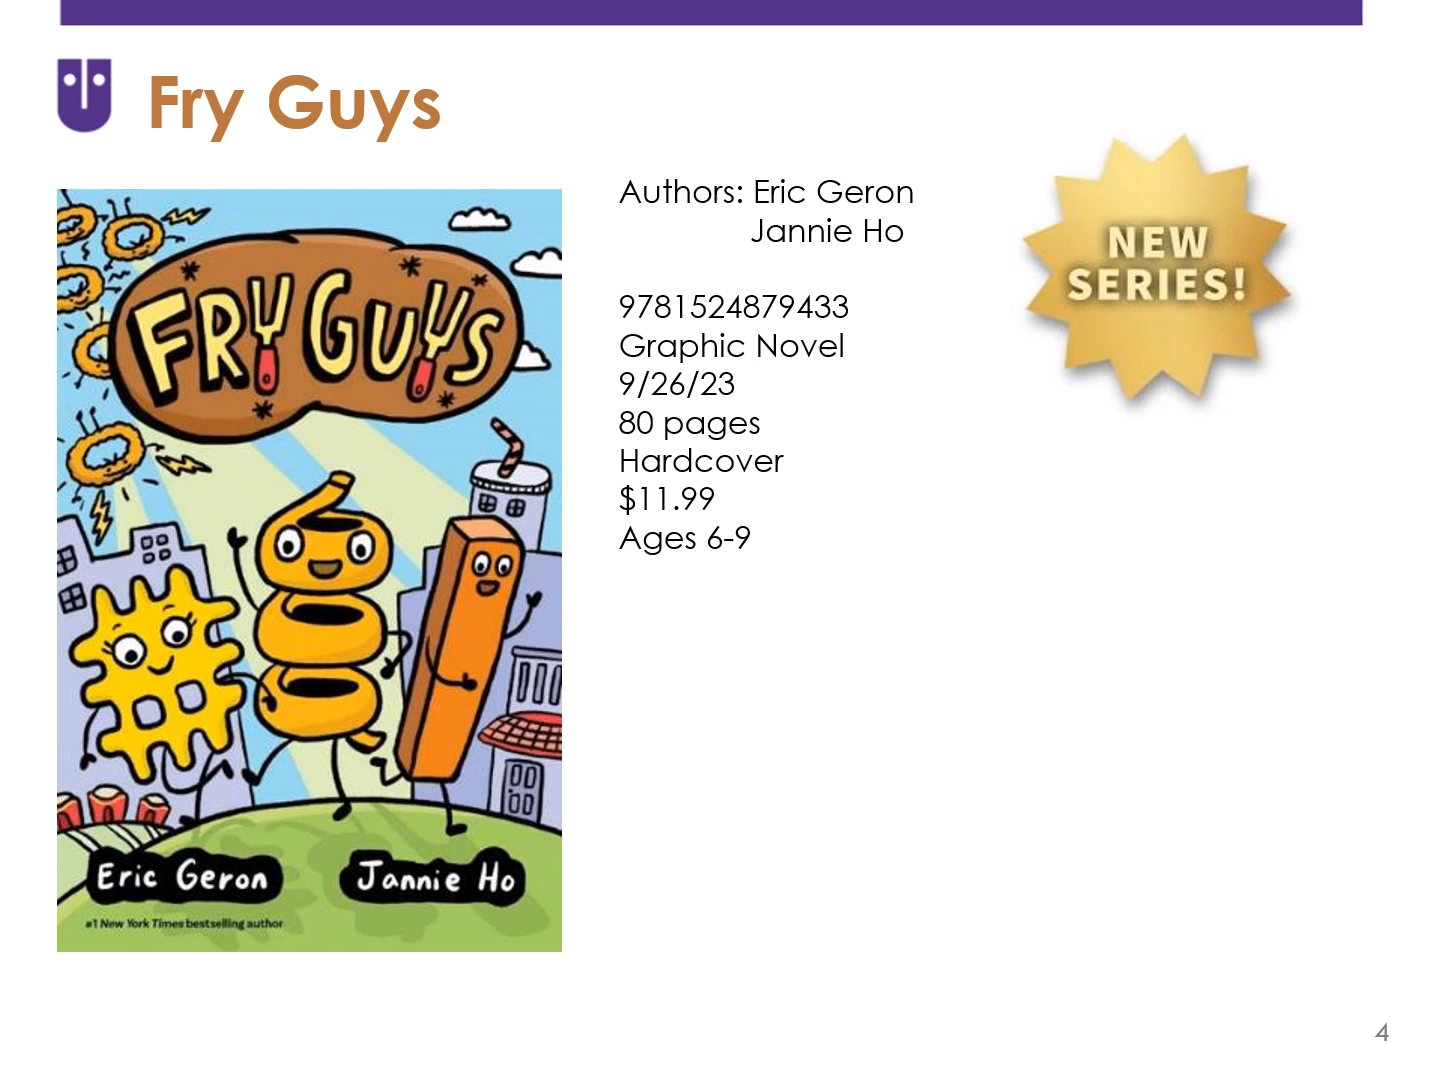 Fry Guys
Authors: Eric Geron
Jannie Ho
9781524879433
Graphic Novel
9/26/23
80 pages
Hardcover
$11.99
Ages 6-9
NEW
SERIES!
FRY GUYS
Eric Geron
Jannie Ho
#1 New York Times bestselling author
4